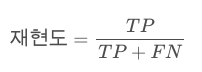 재현도 = TP / (TP + FN)